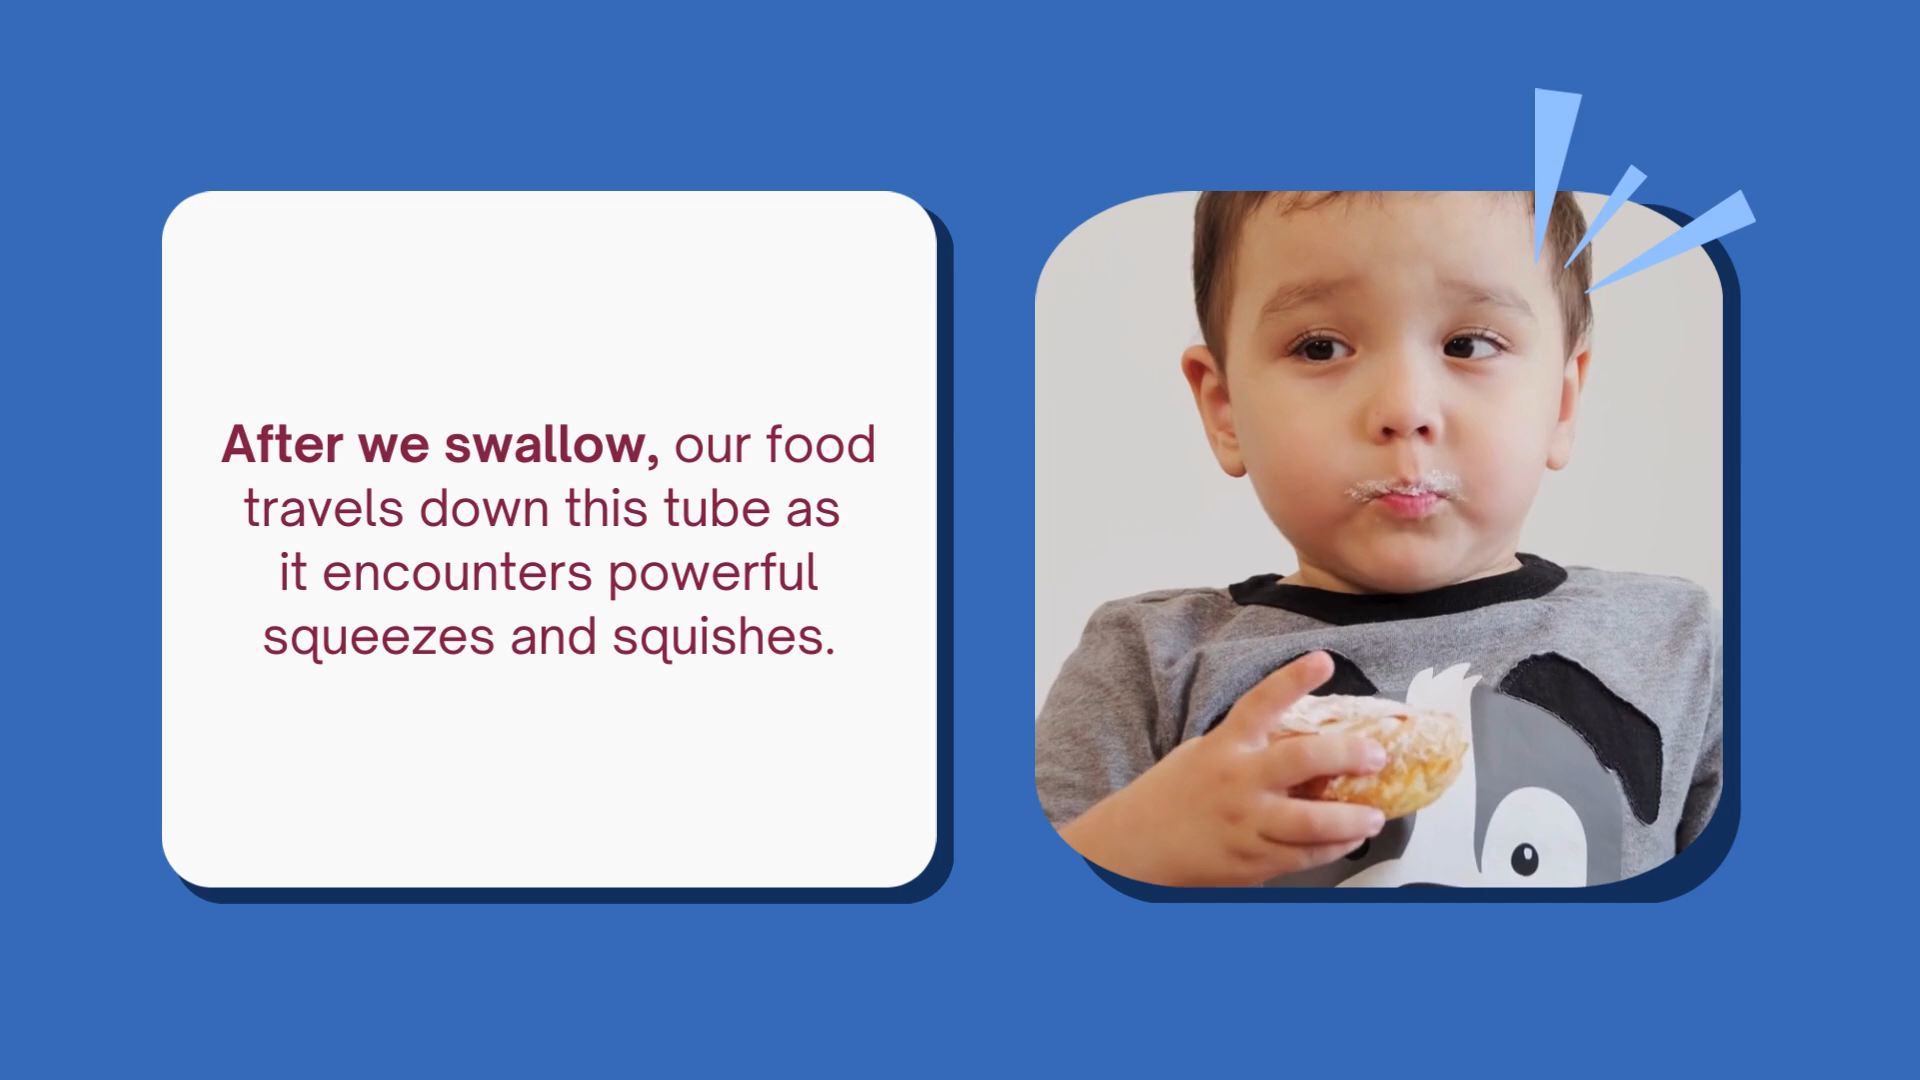 After we swallow, our food
travels down this tube as
it encounters powerful
squeezes and squishes.